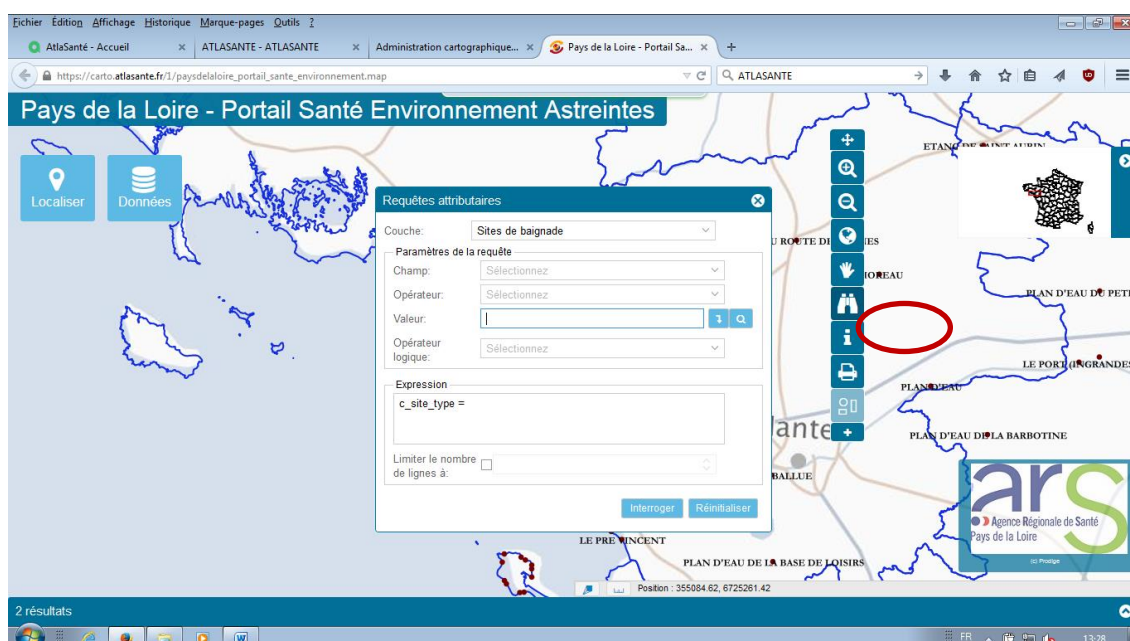 Fichier Édition Affichage Historique Marque-pages Outils ?
AtlaSanté - Accueil × ATLASANTE - ATLASANTE × Administration cartographique... × Pays de la Loire - Portail Sa... × +
https://carto.atlasante.fr/1/paysdelaloire_portail_sante_environnement.map
ATLASANTE
Pays de la Loire - Portail Santé Environnement Astreintes
Localiser
Données
ETANG DE SAINT AUBIN
Requêtes attributaires
Couche: Sites de baignade
Paramètres de la requête
Champ: Sélectionnez
Opérateur: Sélectionnez
Valeur:
Opérateur
logique: Sélectionnez
Expression
c_site_type =
Limiter le nombre
de lignes à:
Interroger Réinitialiser
PLAN D'EAU DU PETI
LE PORT (INGRANDES
PLAN D'EAU
PLAN D'EAU DE LA BARBOTINE
BALLUE
LE PRE VINCENT
PLAN D'EAU DE LA BASE DE LOISIRS
ars
Agence Régionale de Santé
Pays de la Loire
(c) Prodige
Position : 355084.62, 6725261.42
2 résultats
FR
13:28